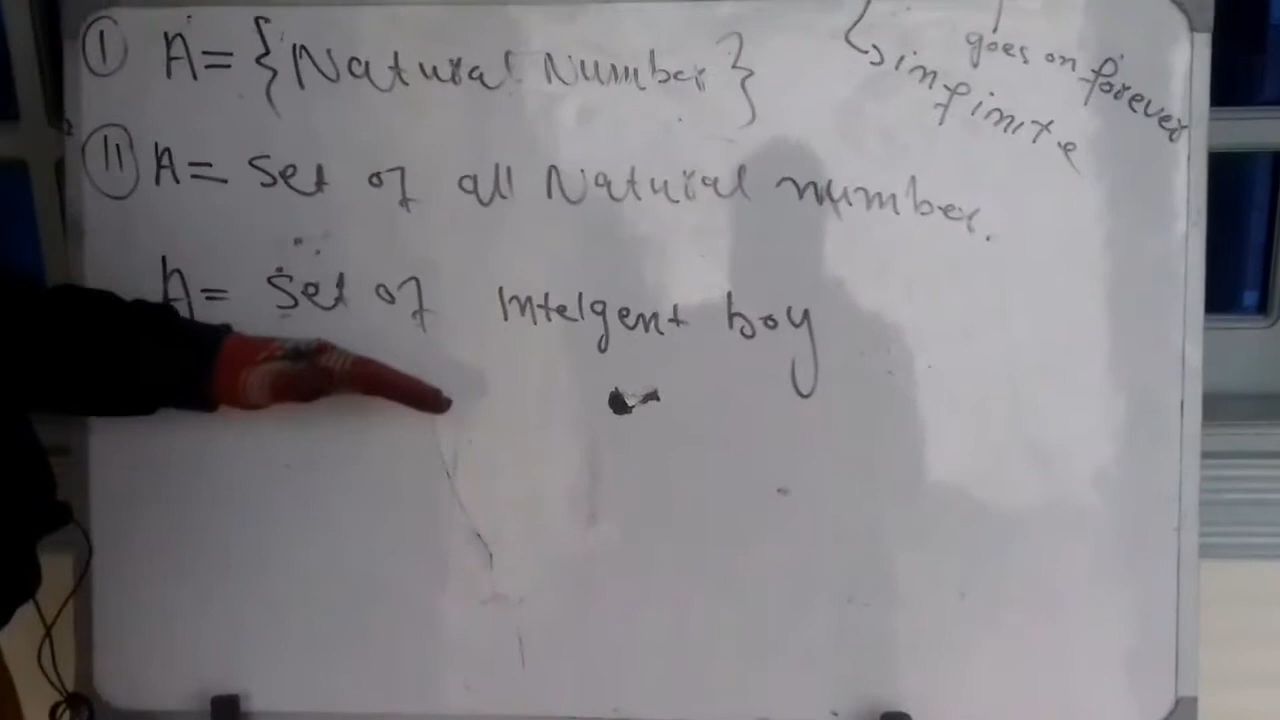 ① A = {Natural Number}
goes on forever
infinite
⑪ A = Set of all Natural number.
A = Set of Intelgent boy